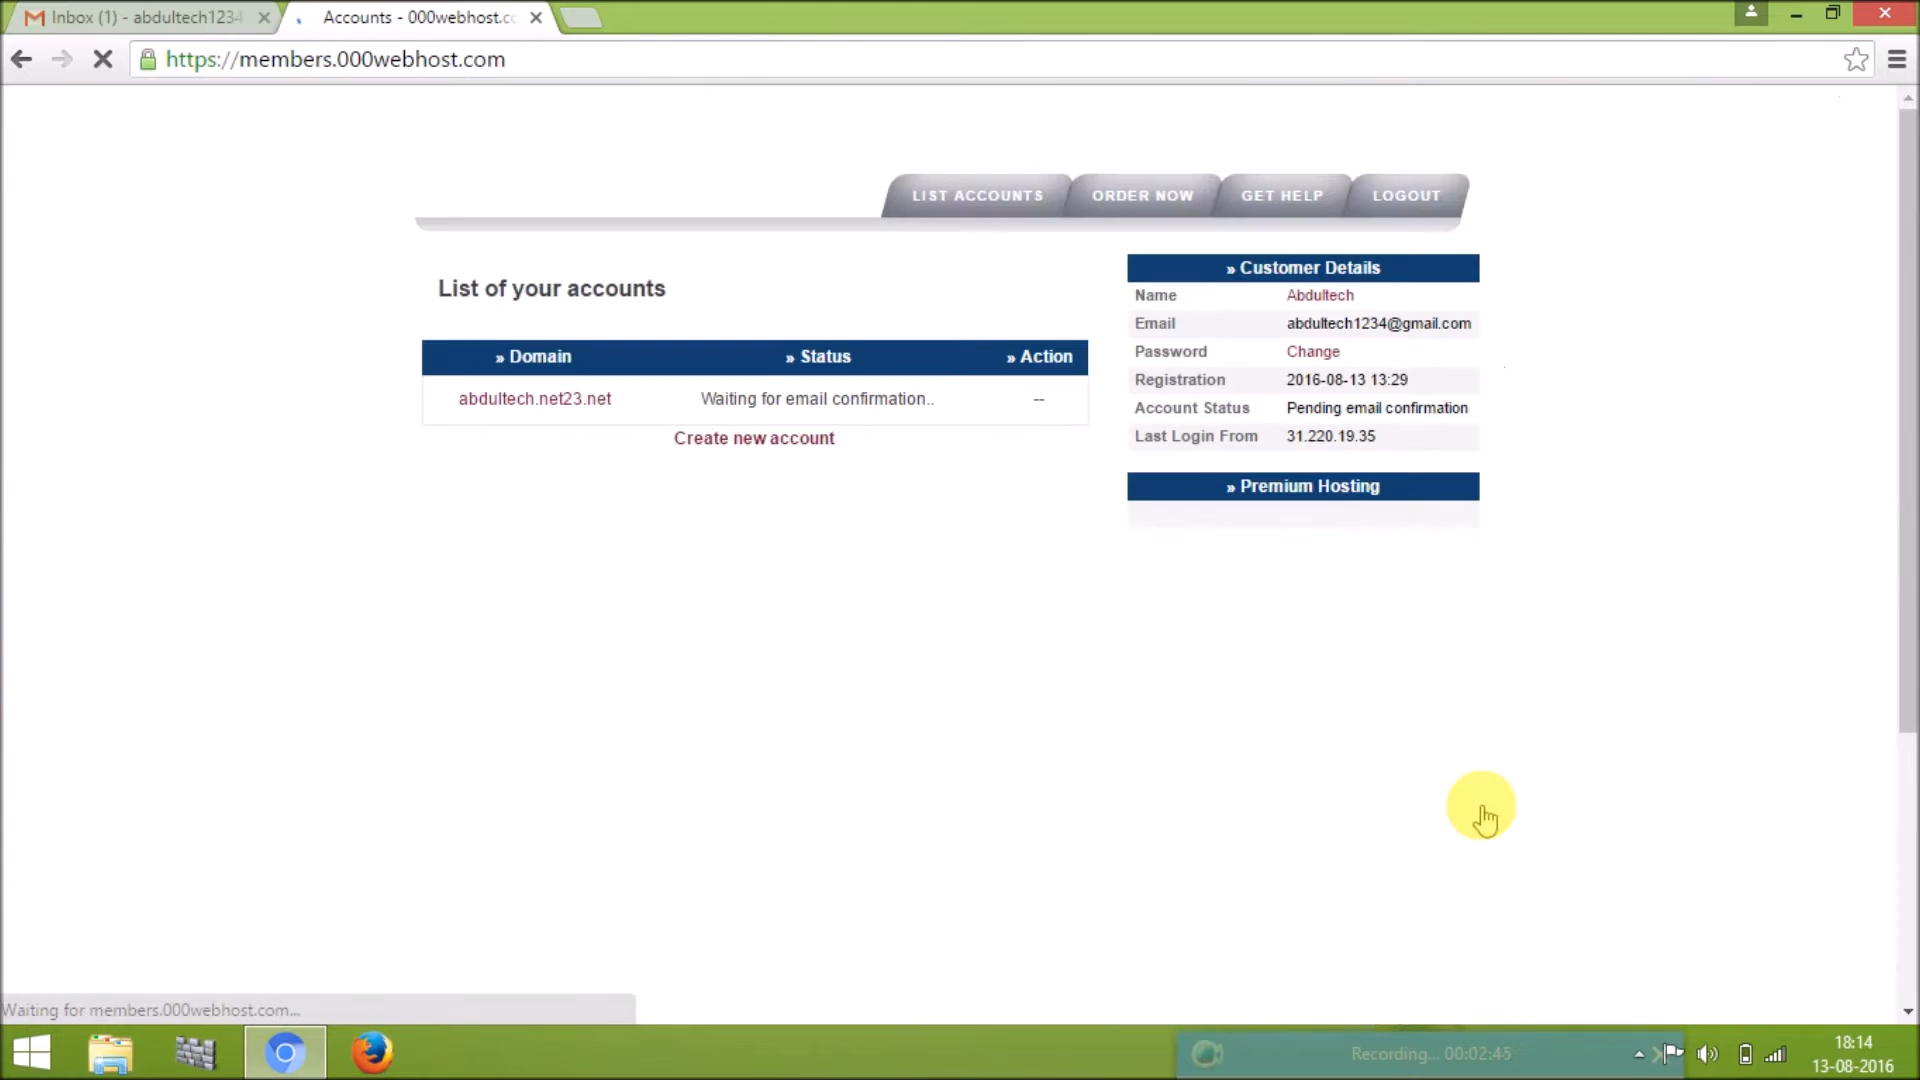 Inbox (1) - abdultech1234
Accounts - 000webhost.co
https://members.000webhost.com
LIST ACCOUNTS
ORDER NOW
GET HELP
LOGOUT
List of your accounts
» Domain » Status » Action
abdultech.net23.net Waiting for email confirmation.. --
Create new account
» Customer Details
Name Abdultech
Email abdultech1234@gmail.com
Password Change
Registration 2016-08-13 13:29
Account Status Pending email confirmation
Last Login From 31.220.19.35
» Premium Hosting
Waiting for members.000webhost.com...
Recording... 00:02:45
18:14
13-08-2016